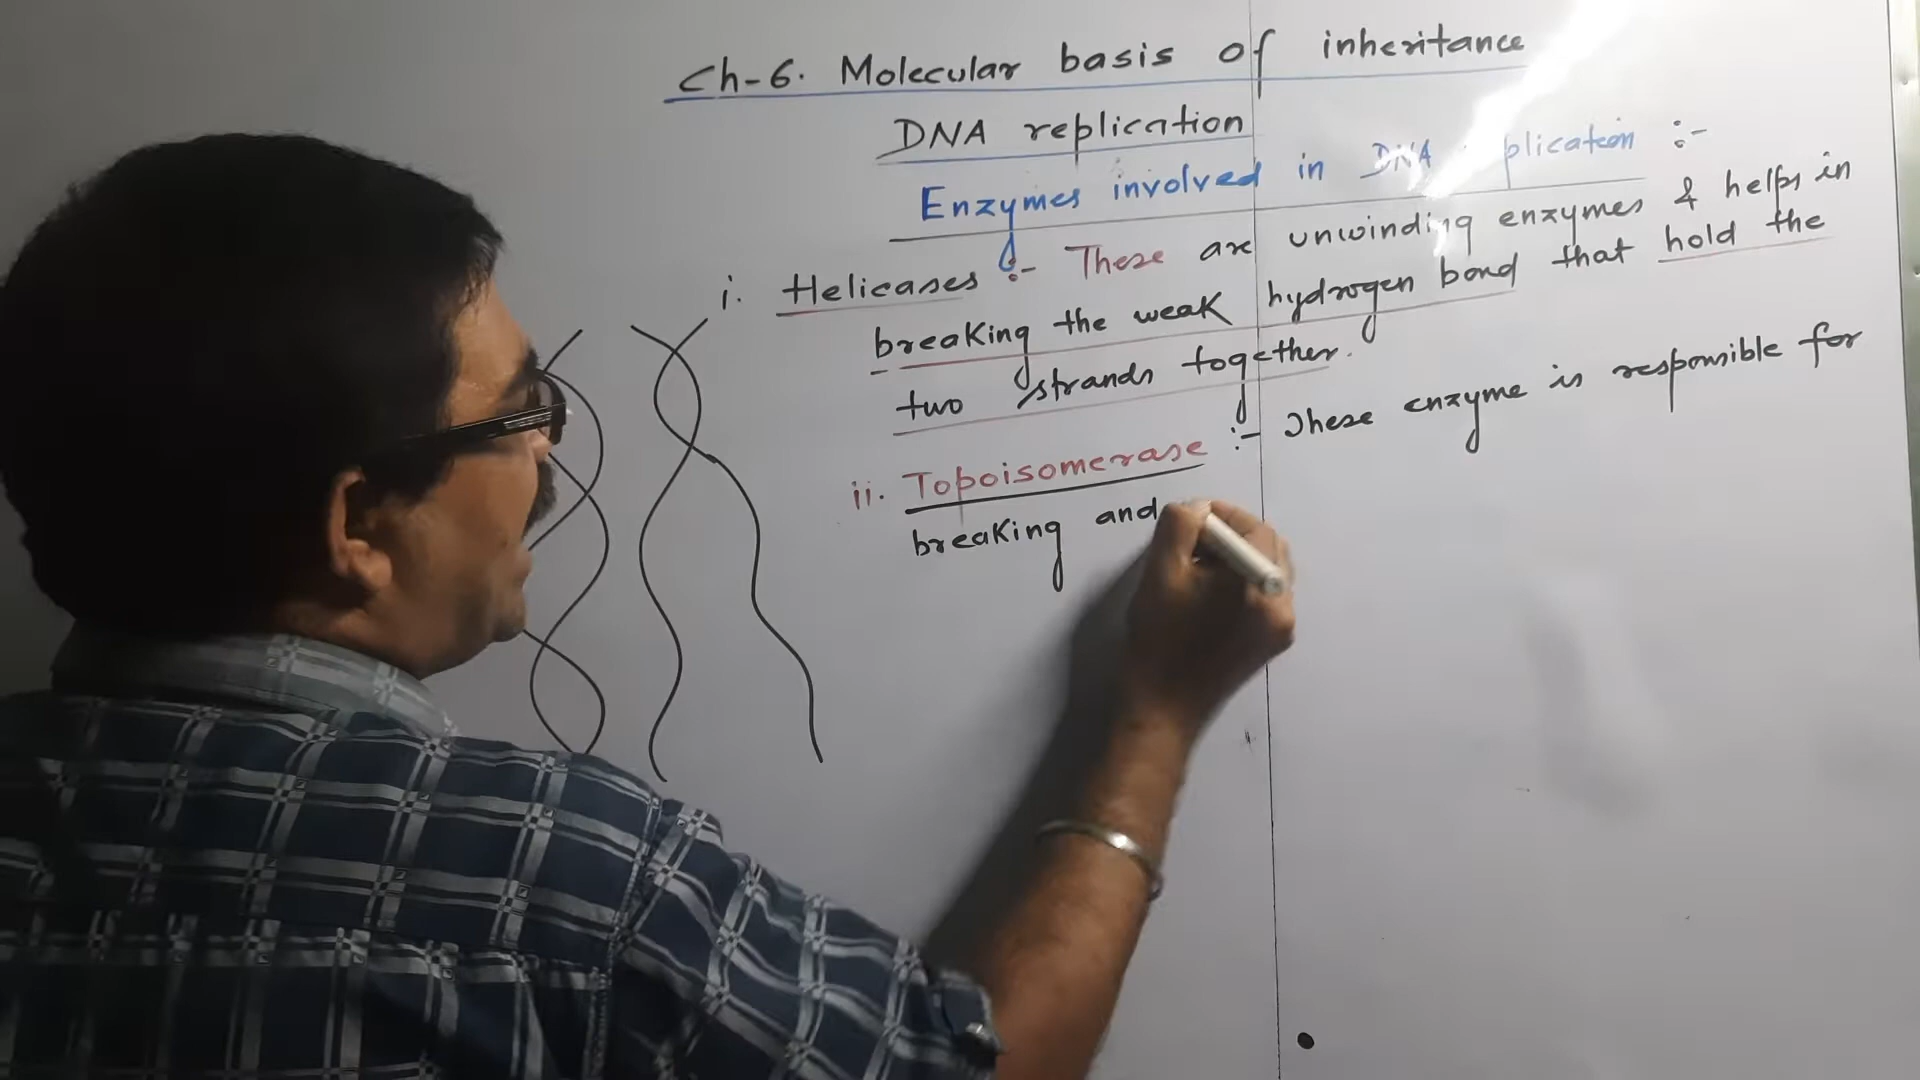 Ch-6. Molecular basis of inheritance
DNA replication
Enzymes involved in DNA plication :-
i. Helicases :- These are unwinding enzymes & helps in
breaking the weak hydrogen bond that hold the
two strands together.
ii. Topoisomerase :- These enzyme is responsible for
breaking and